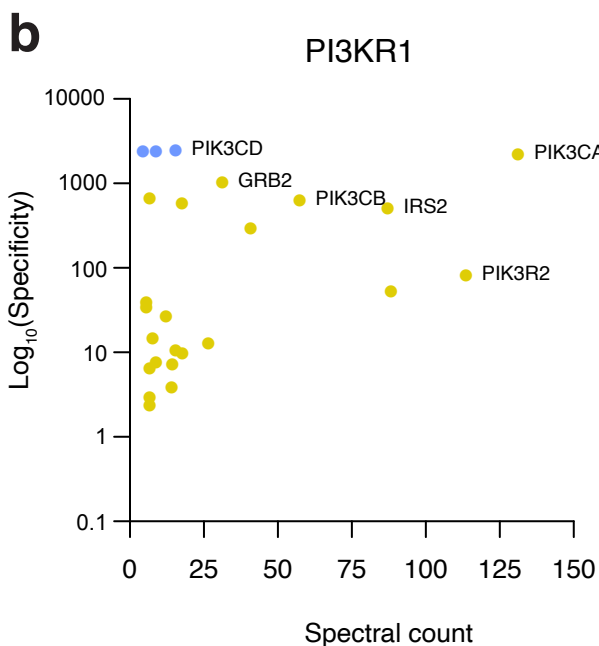 b
PI3KR1
10000
1000
100
10
1
0.1
Log10(Specificity)
PIK3CD
PIK3CA
GRB2
PIK3CB
IRS2
PIK3R2
0 25 50 75 100 125 150
Spectral count